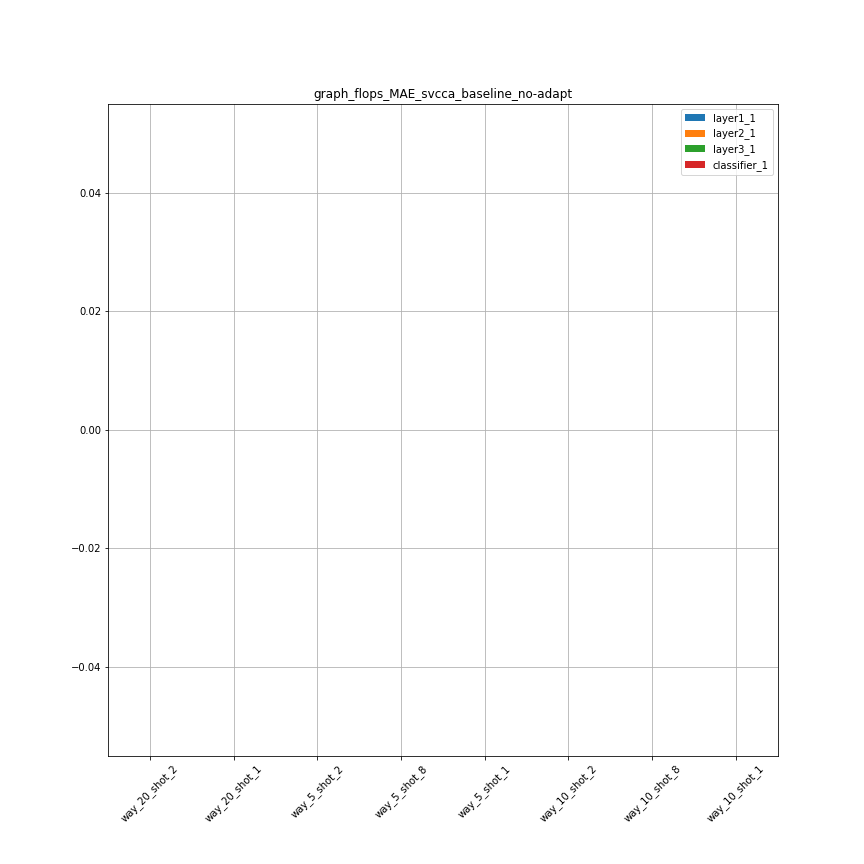 graph_flops_MAE_svcca_baseline_no-adapt
layer1_1
layer2_1
layer3_1
classifier_1
0.04
0.02
0.00
−0.02
−0.04
way_20_shot_2
way_20_shot_1
way_5_shot_2
way_5_shot_8
way_5_shot_1
way_10_shot_2
way_10_shot_8
way_10_shot_1